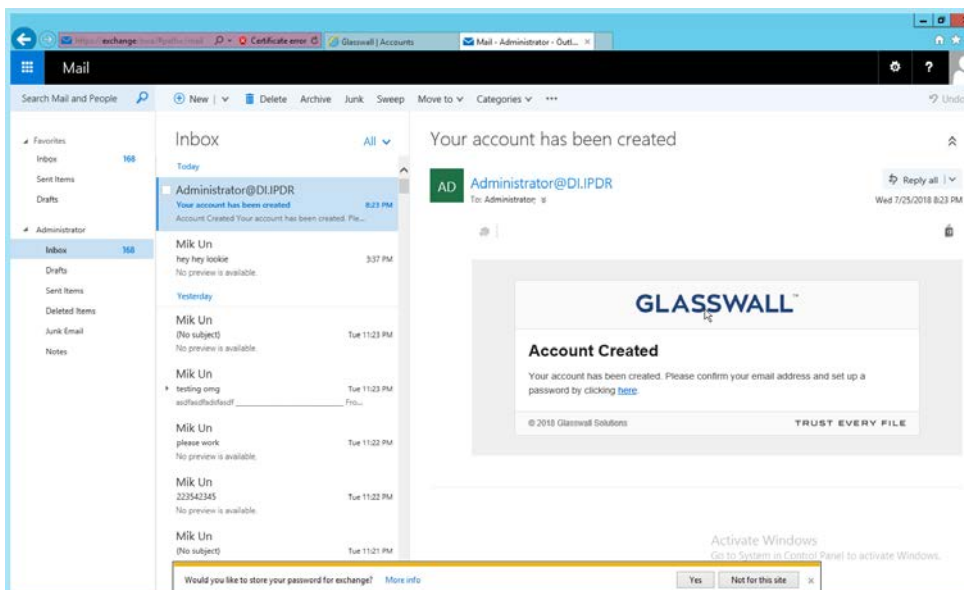 exchange
Certificate error
Glasswall | Accounts
Mail - Administrator - Outl...
Mail
Search Mail and People
New
Delete
Archive
Junk
Sweep
Move to
Categories
Undo
Favorites
Inbox 168
Sent Items
Drafts
Administrator
Inbox 168
Drafts
Sent Items
Deleted Items
Junk Email
Notes
Inbox
All
Today
Administrator@DI.IPDR
Your account has been created 8:23 PM
Account Created Your account has been created. Ple...
Mik Un
hey hey lookie 3:37 PM
No preview is available.
Yesterday
Mik Un
(No subject) Tue 11:23 PM
No preview is available.
Mik Un
testing omg Tue 11:23 PM
Fro...
Mik Un
please work Tue 11:22 PM
No preview is available.
Mik Un
223542345 Tue 11:22 PM
No preview is available.
Mik Un
(No subject) Tue 11:21 PM
Your account has been created
AD
Administrator@DI.IPDR
To: Administrator;
Reply all
Wed 7/25/2018 8:23 PM
GLASSWALL™
Account Created
Your account has been created. Please confirm your email address and set up a
password by clicking here.
© 2018 Glasswall Solutions
TRUST EVERY FILE
Activate Windows
Go to System in Control Panel to activate Windows.
Would you like to store your password for exchange? More info
Yes
Not for this site